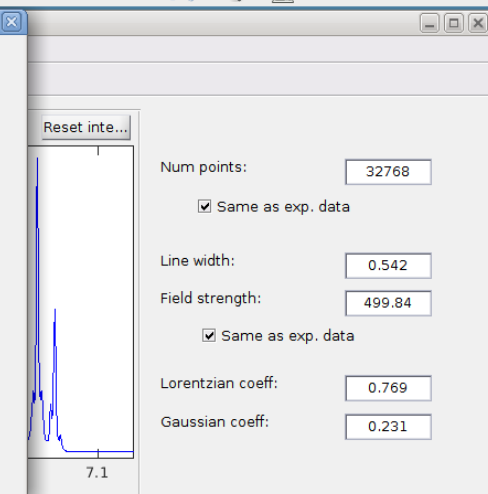 Reset inte...
Num points: 32768
Same as exp. data
Line width: 0.542
Field strength: 499.84
Same as exp. data
Lorentzian coeff: 0.769
Gaussian coeff: 0.231
7.1